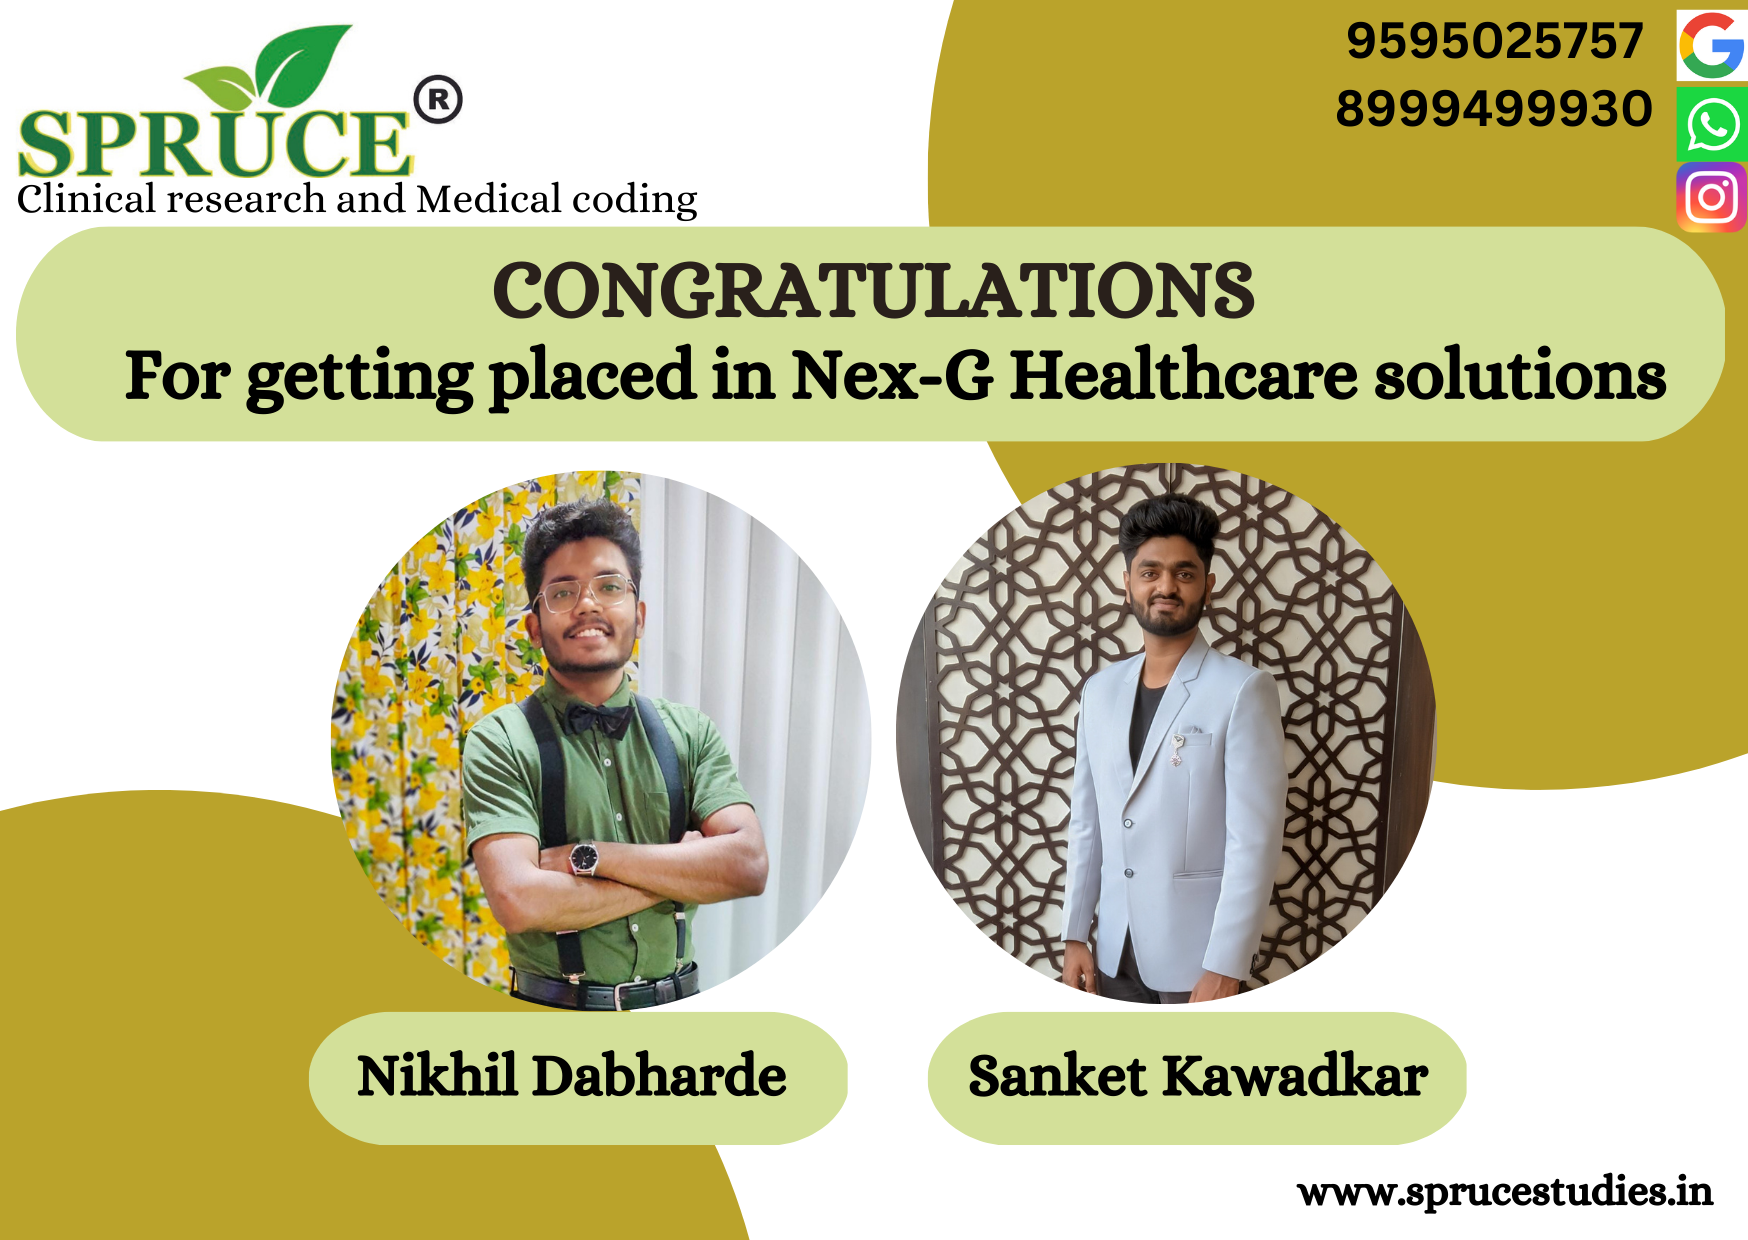 SPRUCE®
Clinical research and Medical coding
9595025757
8999499930
CONGRATULATIONS
For getting placed in Nex-G Healthcare solutions
Nikhil Dabharde
Sanket Kawadkar
www.sprucestudies.in